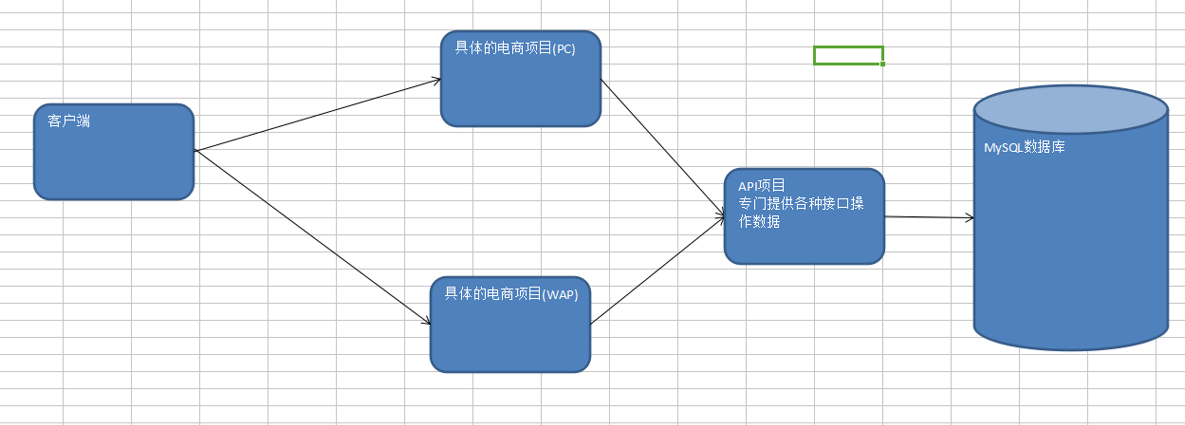 具体的电商项目(PC)
客户端
MySQL数据库
API项目
专门提供各种接口操
作数据
具体的电商项目(WAP)